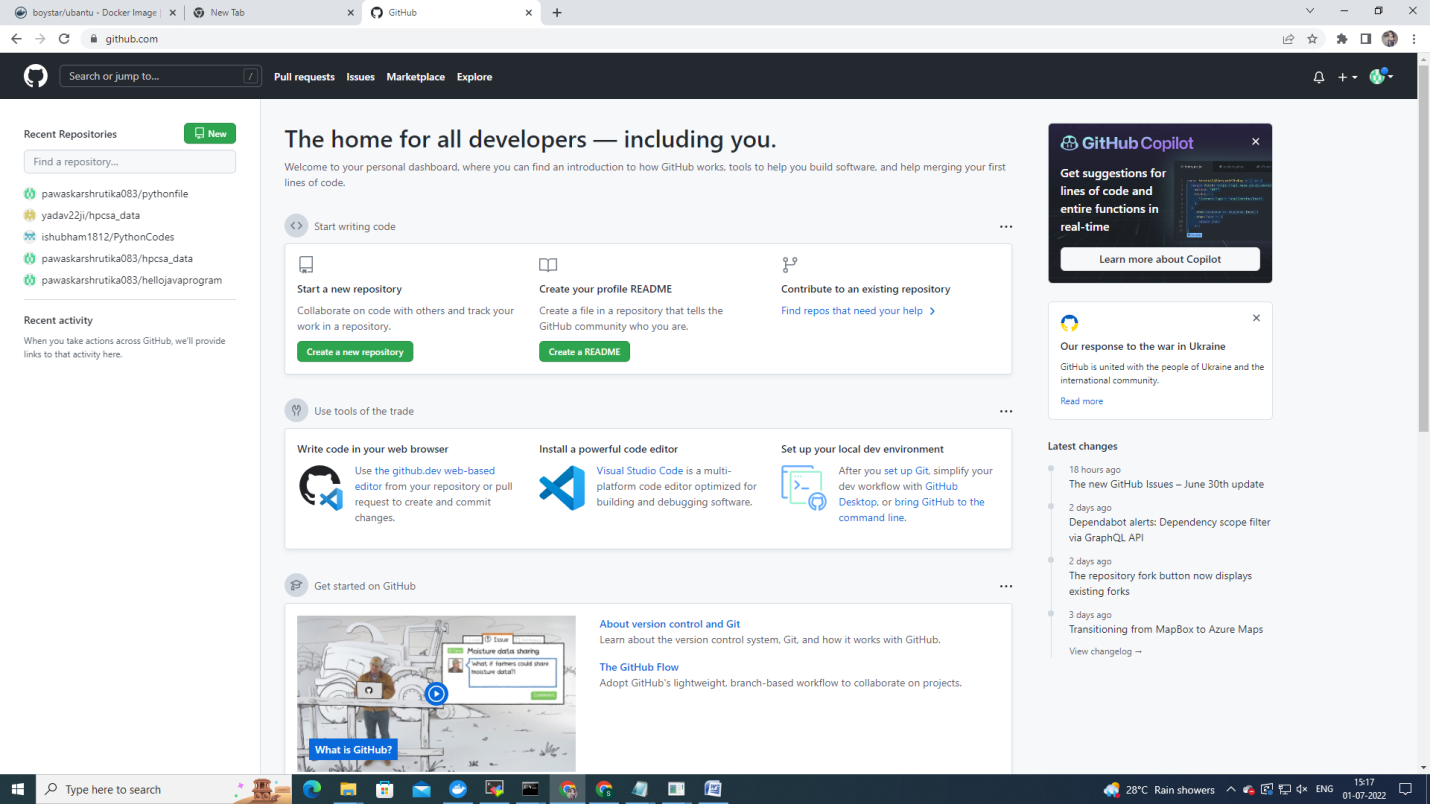 boystar/ubantu - Docker Image |
New Tab
GitHub
github.com
Search or jump to...
/
Pull requests
Issues
Marketplace
Explore
Recent Repositories
New
Find a repository...
pawaskarshrutika083/pythonfile
yadav22ji/hpcsa_data
ishubham1812/PythonCodes
pawaskarshrutika083/hpcsa_data
pawaskarshrutika083/hellojavaprogram
Recent activity
When you take actions across GitHub, we'll provide
links to that activity here.
The home for all developers — including you.
Welcome to your personal dashboard, where you can find an introduction to how GitHub works, tools to help you build software, and help merging your first
lines of code.
Start writing code
Start a new repository
Collaborate on code with others and track your
work in a repository.
Create a new repository
Create your profile README
Create a file in a repository that tells the
GitHub community who you are.
Create a README
Contribute to an existing repository
Find repos that need your help
Use tools of the trade
Write code in your web browser
Use the github.dev web-based
editor from your repository or pull
request to create and commit
changes.
Install a powerful code editor
Visual Studio Code is a multi-
platform code editor optimized for
building and debugging software.
Set up your local dev environment
After you set up Git, simplify your
dev workflow with GitHub
Desktop, or bring GitHub to the
command line.
Get started on GitHub
Issue
Moisture data sharing
What if farmers could share
moisture data?!
What is GitHub?
About version control and Git
Learn about the version control system, Git, and how it works with GitHub.
The GitHub Flow
Adopt GitHub's lightweight, branch-based workflow to collaborate on projects.
GitHub Copilot
Get suggestions for
lines of code and
entire functions in
real-time
Learn more about Copilot
Our response to the war in Ukraine
GitHub is united with the people of Ukraine and the
international community.
Read more
Latest changes
18 hours ago
The new GitHub Issues – June 30th update
2 days ago
Dependabot alerts: Dependency scope filter
via GraphQL API
2 days ago
The repository fork button now displays
existing forks
3 days ago
Transitioning from MapBox to Azure Maps
View changelog →
Type here to search
28°C Rain showers
ENG
15:17
01-07-2022